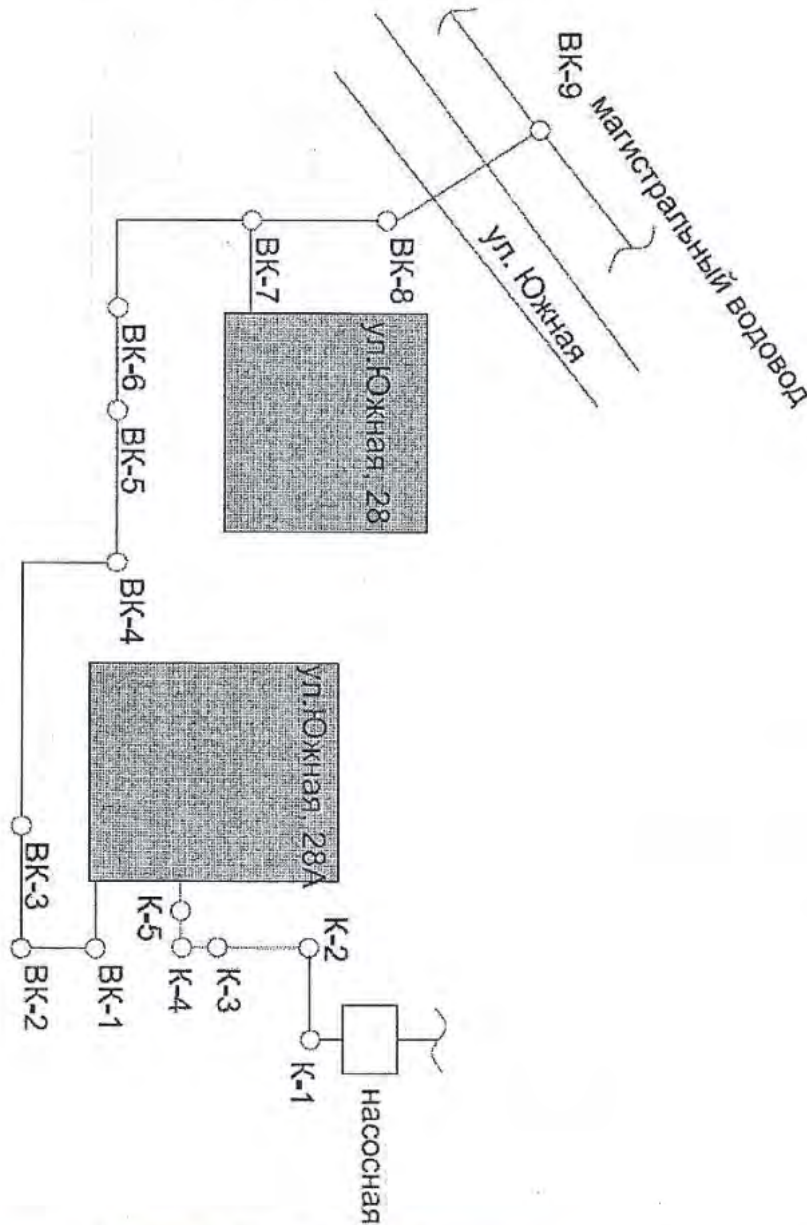 ВК-9
магистральный водовод
ул. Южная
ВК-8
ВК-7
ул.Южная, 28
ВК-6
ВК-5
ВК-4
ул.Южная, 28А
ВК-3
ВК-2
ВК-1
К-5
К-4
К-3
К-2
К-1
насосная